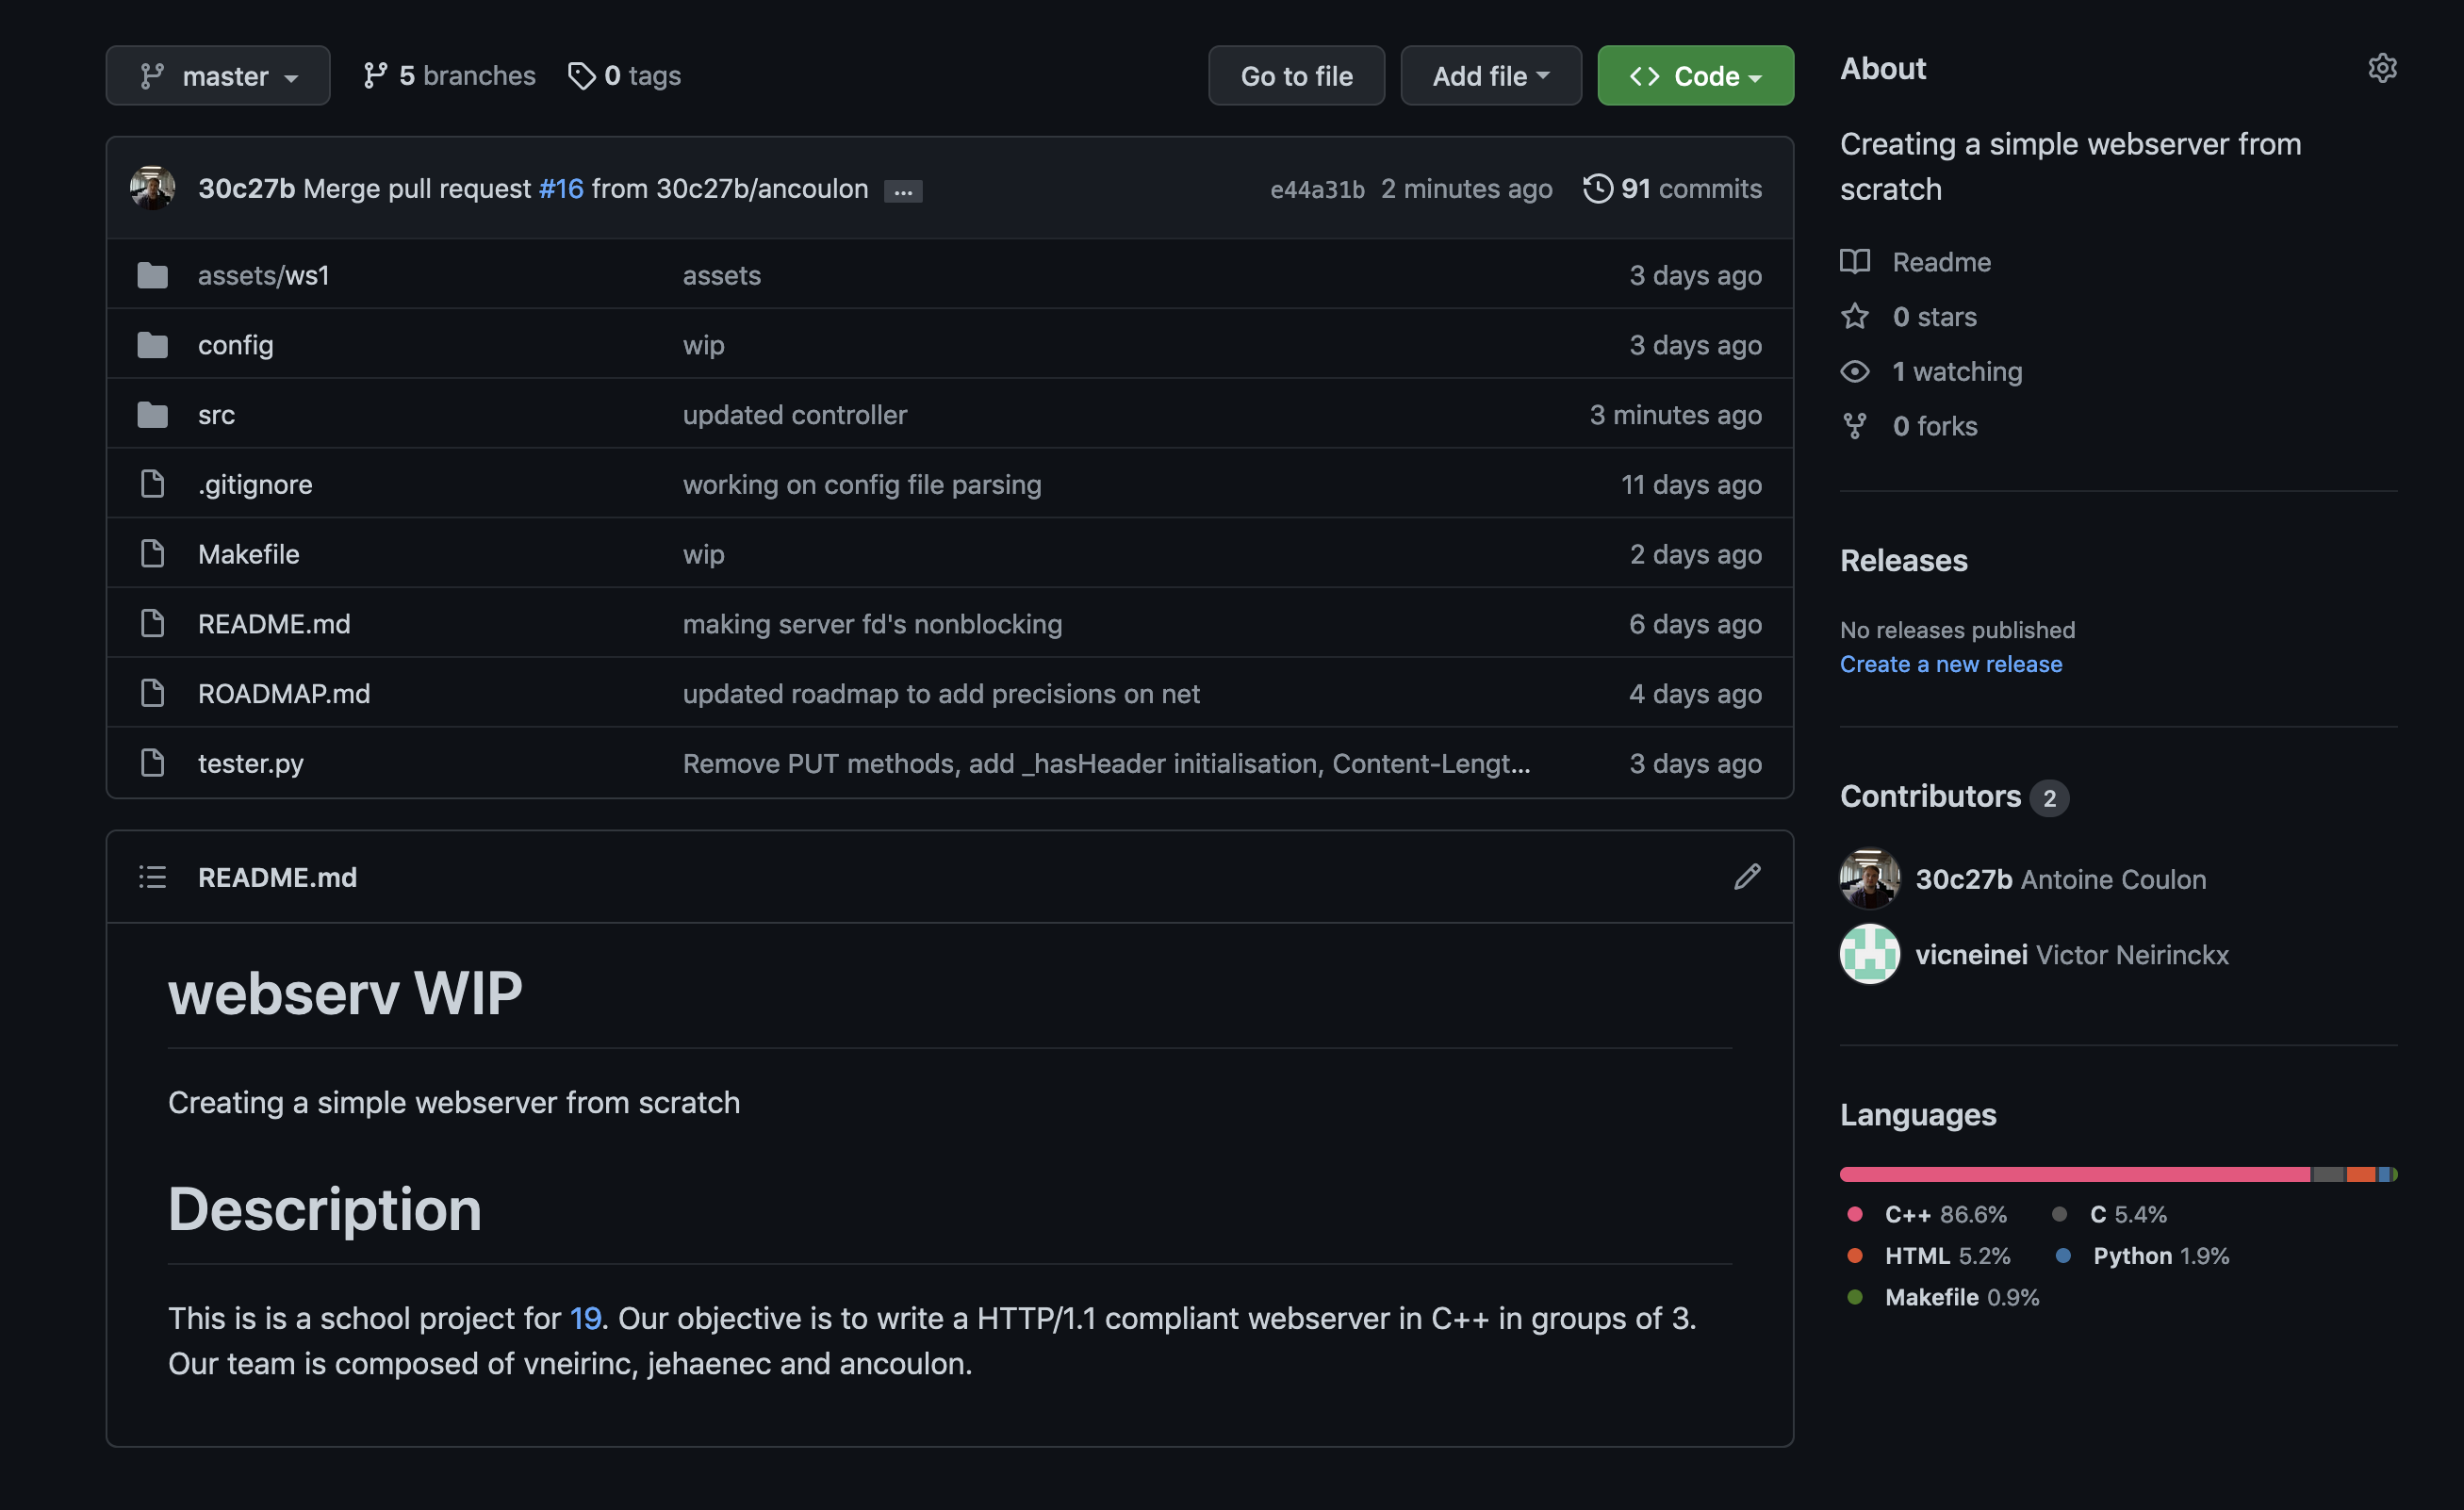 master
5 branches
0 tags
Go to file
Add file
Code
30c27b Merge pull request #16 from 30c27b/ancoulon ...
e44a31b 2 minutes ago
91 commits
assets/ws1 assets 3 days ago
config wip 3 days ago
src updated controller 3 minutes ago
.gitignore working on config file parsing 11 days ago
Makefile wip 2 days ago
README.md making server fd's nonblocking 6 days ago
ROADMAP.md updated roadmap to add precisions on net 4 days ago
tester.py Remove PUT methods, add _hasHeader initialisation, Content-Lengt... 3 days ago
README.md
webserv WIP
Creating a simple webserver from scratch
Description
This is is a school project for 19. Our objective is to write a HTTP/1.1 compliant webserver in C++ in groups of 3.
Our team is composed of vneirinc, jehaenec and ancoulon.
About
Creating a simple webserver from
scratch
Readme
0 stars
1 watching
0 forks
Releases
No releases published
Create a new release
Contributors 2
30c27b Antoine Coulon
vicneinei Victor Neirinckx
Languages
C++ 86.6% C 5.4%
HTML 5.2% Python 1.9%
Makefile 0.9%